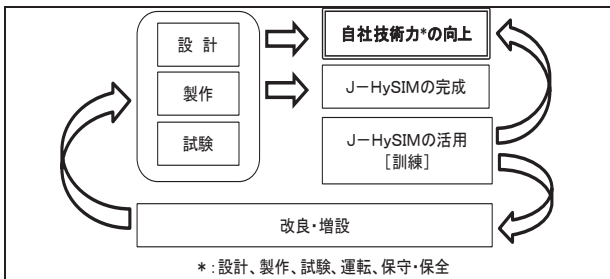 設 計
製作
試験
自社技術力*の向上
J-HySIMの完成
J-HySIMの活用
[訓練]
改良・増設
*:設計、製作、試験、運転、保守・保全